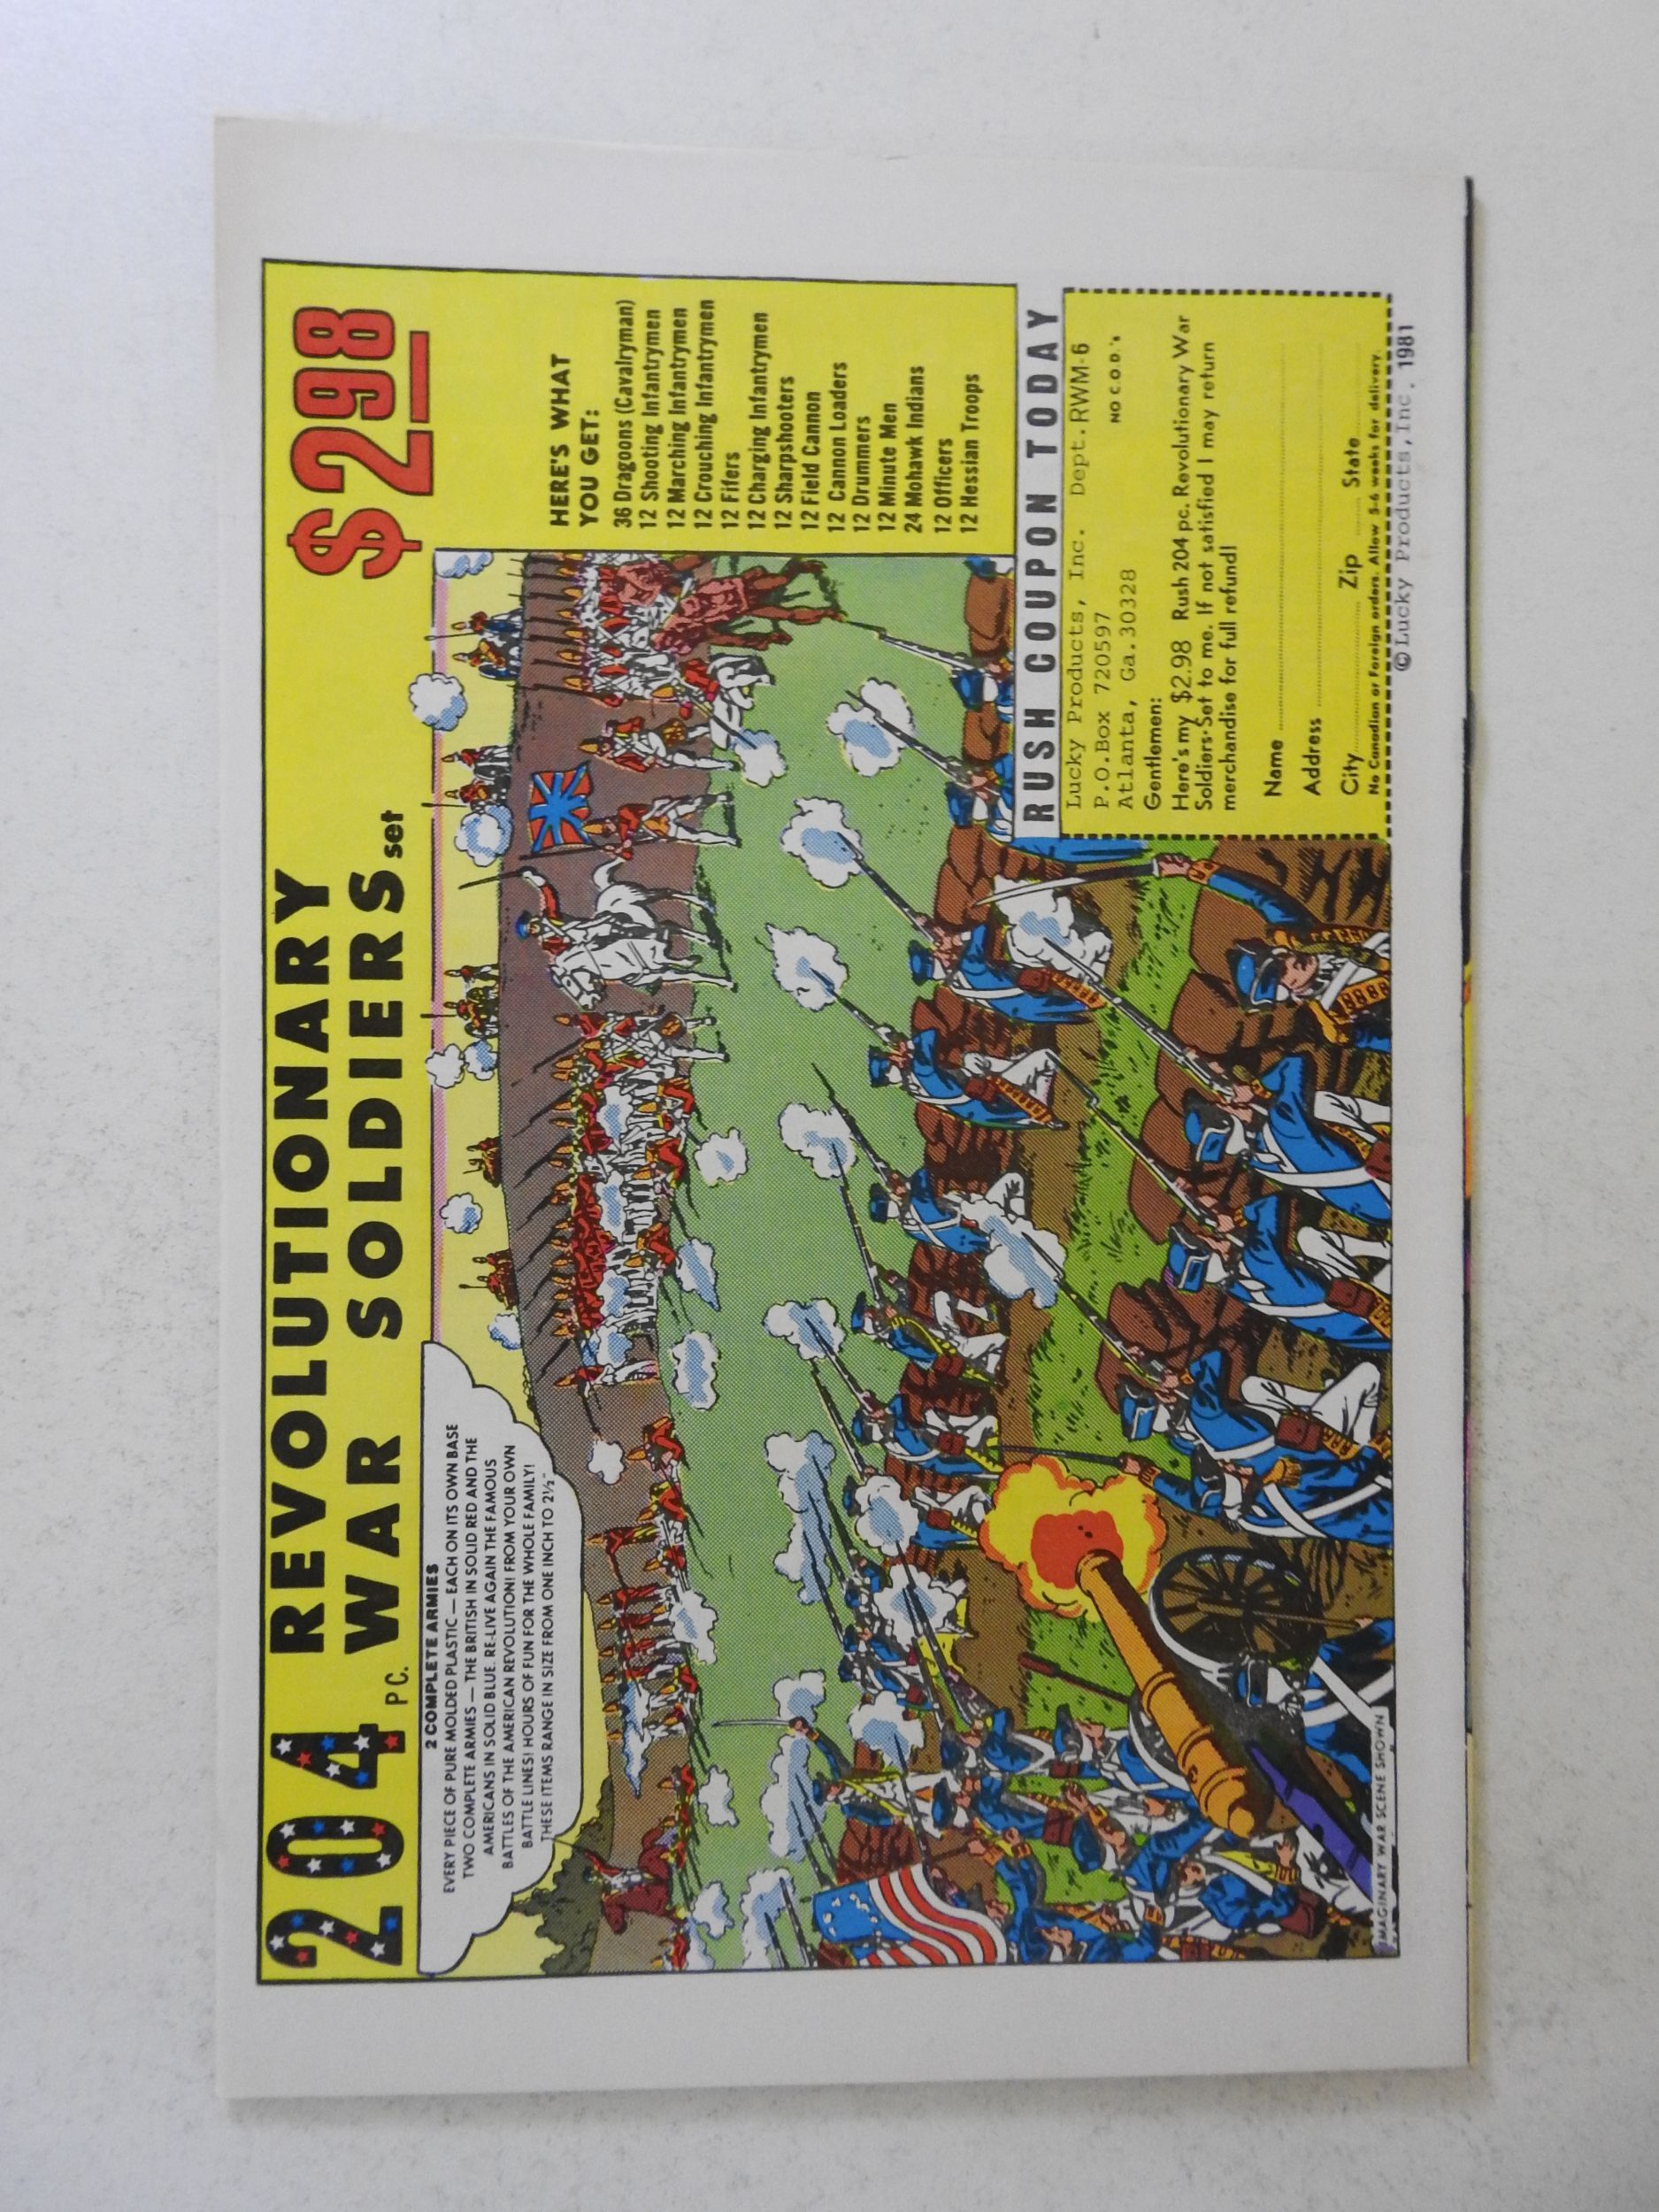 204 PC. REVOLUTIONARY
WAR SOLDIERS set
$298
2 COMPLETE ARMIES
EVERY PIECE OF PURE MOLDED PLASTIC — EACH ON ITS OWN BASE
TWO COMPLETE ARMIES — THE BRITISH IN SOLID RED AND THE
AMERICANS IN SOLID BLUE. RE-LIVE AGAIN THE FAMOUS
BATTLES OF THE AMERICAN REVOLUTION! FROM YOUR OWN
BATTLE LINES! HOURS OF FUN FOR THE WHOLE FAMILY!
THESE ITEMS RANGE IN SIZE FROM ONE INCH TO 2½"
HERE'S WHAT
YOU GET:
36 Dragoons (Cavalryman)
12 Shooting Infantrymen
12 Marching Infantrymen
12 Crouching Infantrymen
12 Fifers
12 Charging Infantrymen
12 Sharpshooters
12 Field Cannon
12 Cannon Loaders
12 Drummers
12 Minute Men
24 Mohawk Indians
12 Officers
12 Hessian Troops
RUSH COUPON TODAY
Lucky Products, Inc. Dept. RWM-6
P.O. Box 720597 NO C.O.D.'s
Atlanta, Ga. 30328
Gentlemen:
Here's my $2.98 Rush 204 pc. Revolutionary War
Soldiers Set to me. If not satisfied I may return
merchandise for full refund!
Name
Address
City Zip State
No Canadian or Foreign orders. Allow 5-6 weeks for delivery.
IMAGINARY WAR SCENE SHOWN
© Lucky Products, Inc. 1981